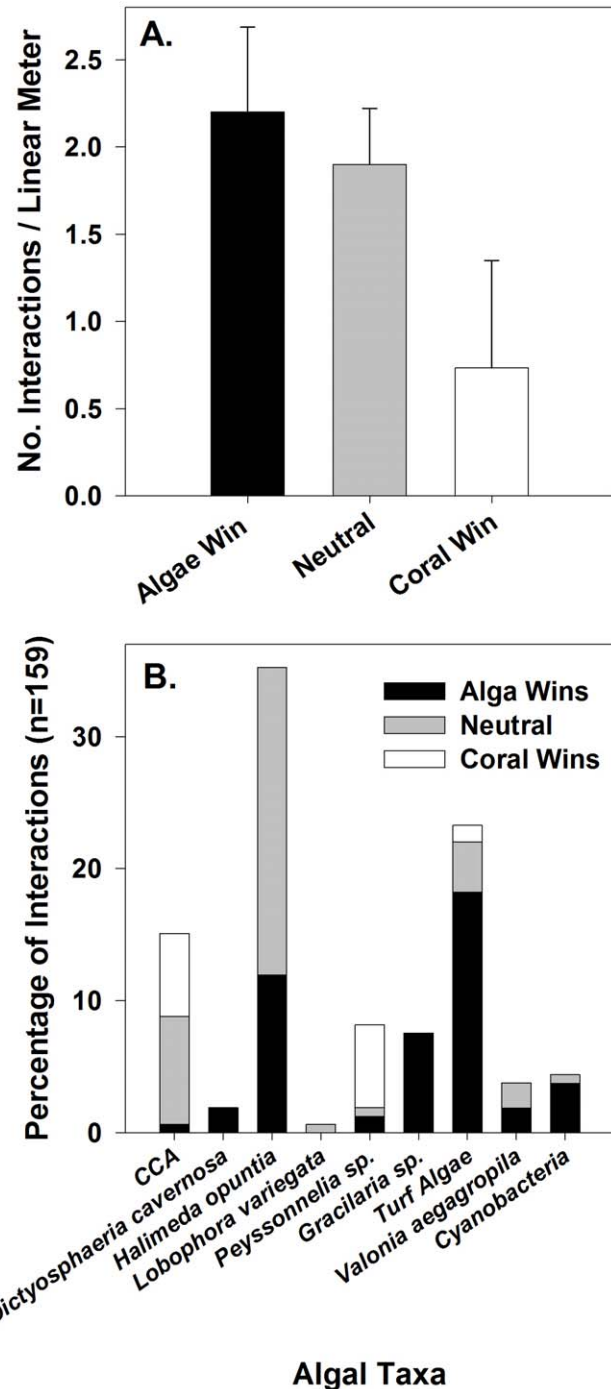 A.
No. Interactions / Linear Meter
2.5
2.0
1.5
1.0
0.5
0.0
Algae Win
Neutral
Coral Win
B.
Percentage of Interactions (n=159)
Alga Wins
Neutral
Coral Wins
30
20
10
0
CCA
Dictyosphaeria cavernosa
Halimeda opuntia
Lobophora variegata
Peyssonnelia sp.
Gracilaria sp.
Turf Algae
Valonia aegagropila
Cyanobacteria
Algal Taxa